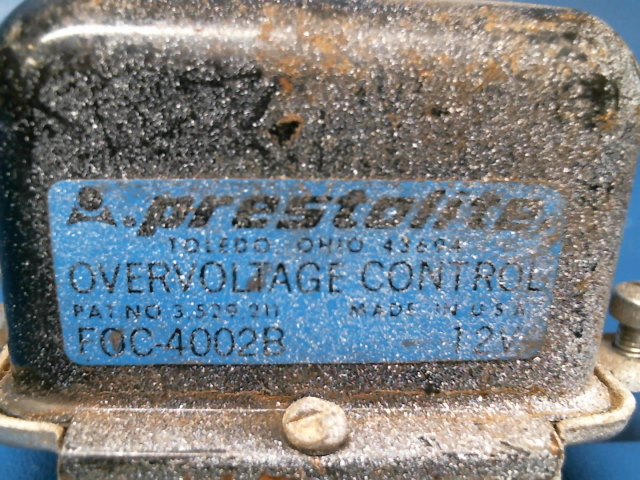 prestolite
TOLEDO, OHIO 43694
OVERVOLTAGE CONTROL
PAT NO 3,529,211 MADE IN U.S.A.
FOC-4002B 12V